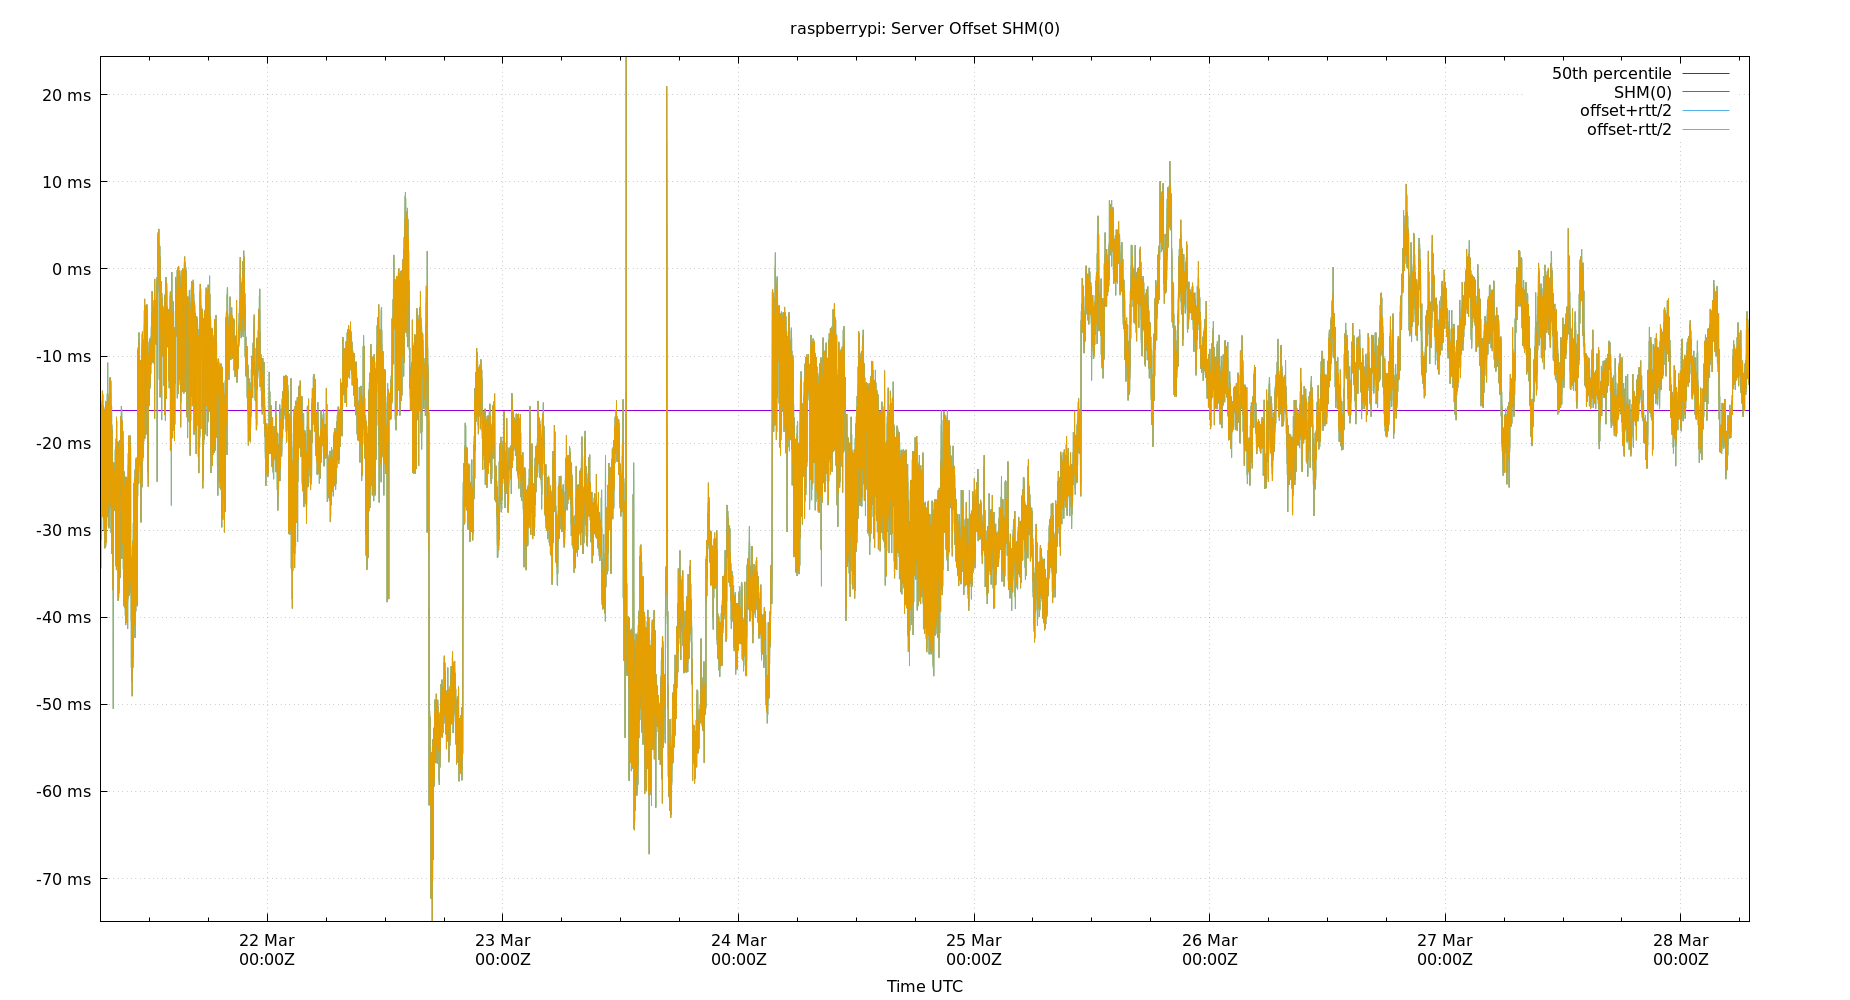 raspberrypi: Server Offset SHM(0)
50th percentile
SHM(0)
offset+rtt/2
offset-rtt/2
20 ms
10 ms
0 ms
-10 ms
-20 ms
-30 ms
-40 ms
-50 ms
-60 ms
-70 ms
22 Mar 23 Mar 24 Mar 25 Mar 26 Mar 27 Mar 28 Mar
00:00Z 00:00Z 00:00Z 00:00Z 00:00Z 00:00Z 00:00Z
Time UTC